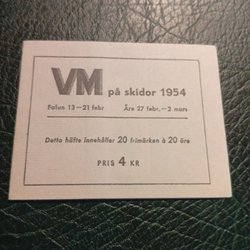 VM på skidor 1954
Falun 13—21 febr Åre 27 febr.—2 mars
Detta häfte innehåller 20 frimärken à 20 öre
PRIS 4 KR